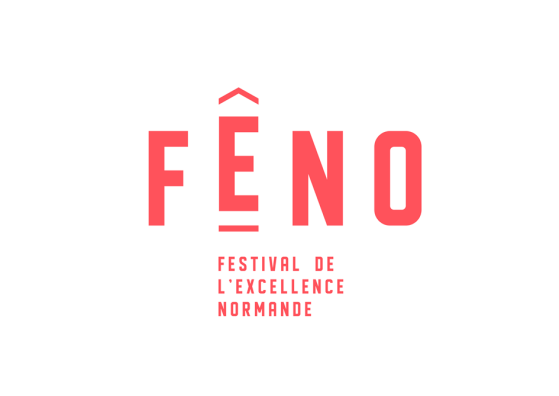 FÊNO
FESTIVAL DE
L'EXCELLENCE
NORMANDE